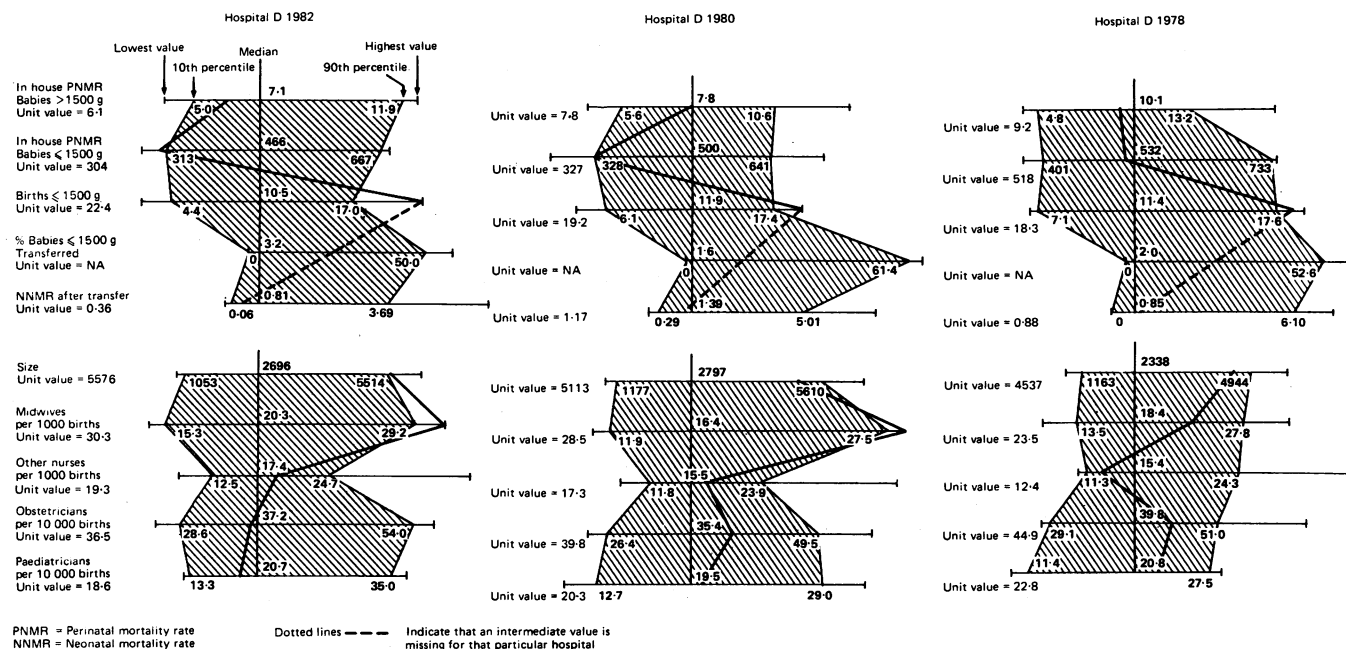 Hospital D 1982
Lowest value
Median
Highest value
10th percentile
90th percentile
In house PNMR
Babies >1500 g
Unit value = 6·1
7·1
5·0
11·9
In house PNMR
Babies ⩽ 1500 g
Unit value = 304
466
313
667
Births ⩽ 1500 g
Unit value = 22·4
10·5
4·4
17·0
% Babies ⩽ 1500 g
Transferred
Unit value = NA
3·2
0
50·0
NNMR after transfer
Unit value = 0·36
0·81
0·06
3·69
Size
Unit value = 5576
2696
1053
5514
Midwives
per 1000 births
Unit value = 30·3
20·3
15·3
29·2
Other nurses
per 1000 births
Unit value = 19·3
17·4
12·5
24·7
Obstetricians
per 10 000 births
Unit value = 36·5
37·2
28·6
54·0
Paediatricians
per 10 000 births
Unit value = 18·6
20·7
13·3
35·0
Hospital D 1980
7·8
Unit value = 7·8
5·6
10·6
500
Unit value = 327
328
641
11·9
Unit value = 19·2
6·1
17·4
1·6
Unit value = NA
0
61·4
1·39
Unit value = 1·17
0·29
5·01
2797
Unit value = 5113
1177
5610
16·4
Unit value = 28·5
11·9
27·5
15·5
Unit value = 17·3
11·8
23·9
35·4
Unit value = 39·8
26·4
49·5
19·5
Unit value = 20·3
12·7
29·0
Hospital D 1978
10·1
Unit value = 9·2
4·8
13·2
532
Unit value = 518
401
733
11·4
Unit value = 18·3
7·1
17·6
2·0
Unit value = NA
0
52·6
0·85
Unit value = 0·88
0
6·10
2338
Unit value = 4537
1163
4944
18·4
Unit value = 23·5
13·5
27·8
15·4
Unit value = 12·4
11·3
24·3
39·8
Unit value = 44·9
29·1
61·0
20·8
Unit value = 22·8
11·4
27·5
PNMR = Perinatal mortality rate
NNMR = Neonatal mortality rate
Dotted lines
Indicate that an intermediate value is
missing for that particular hospital